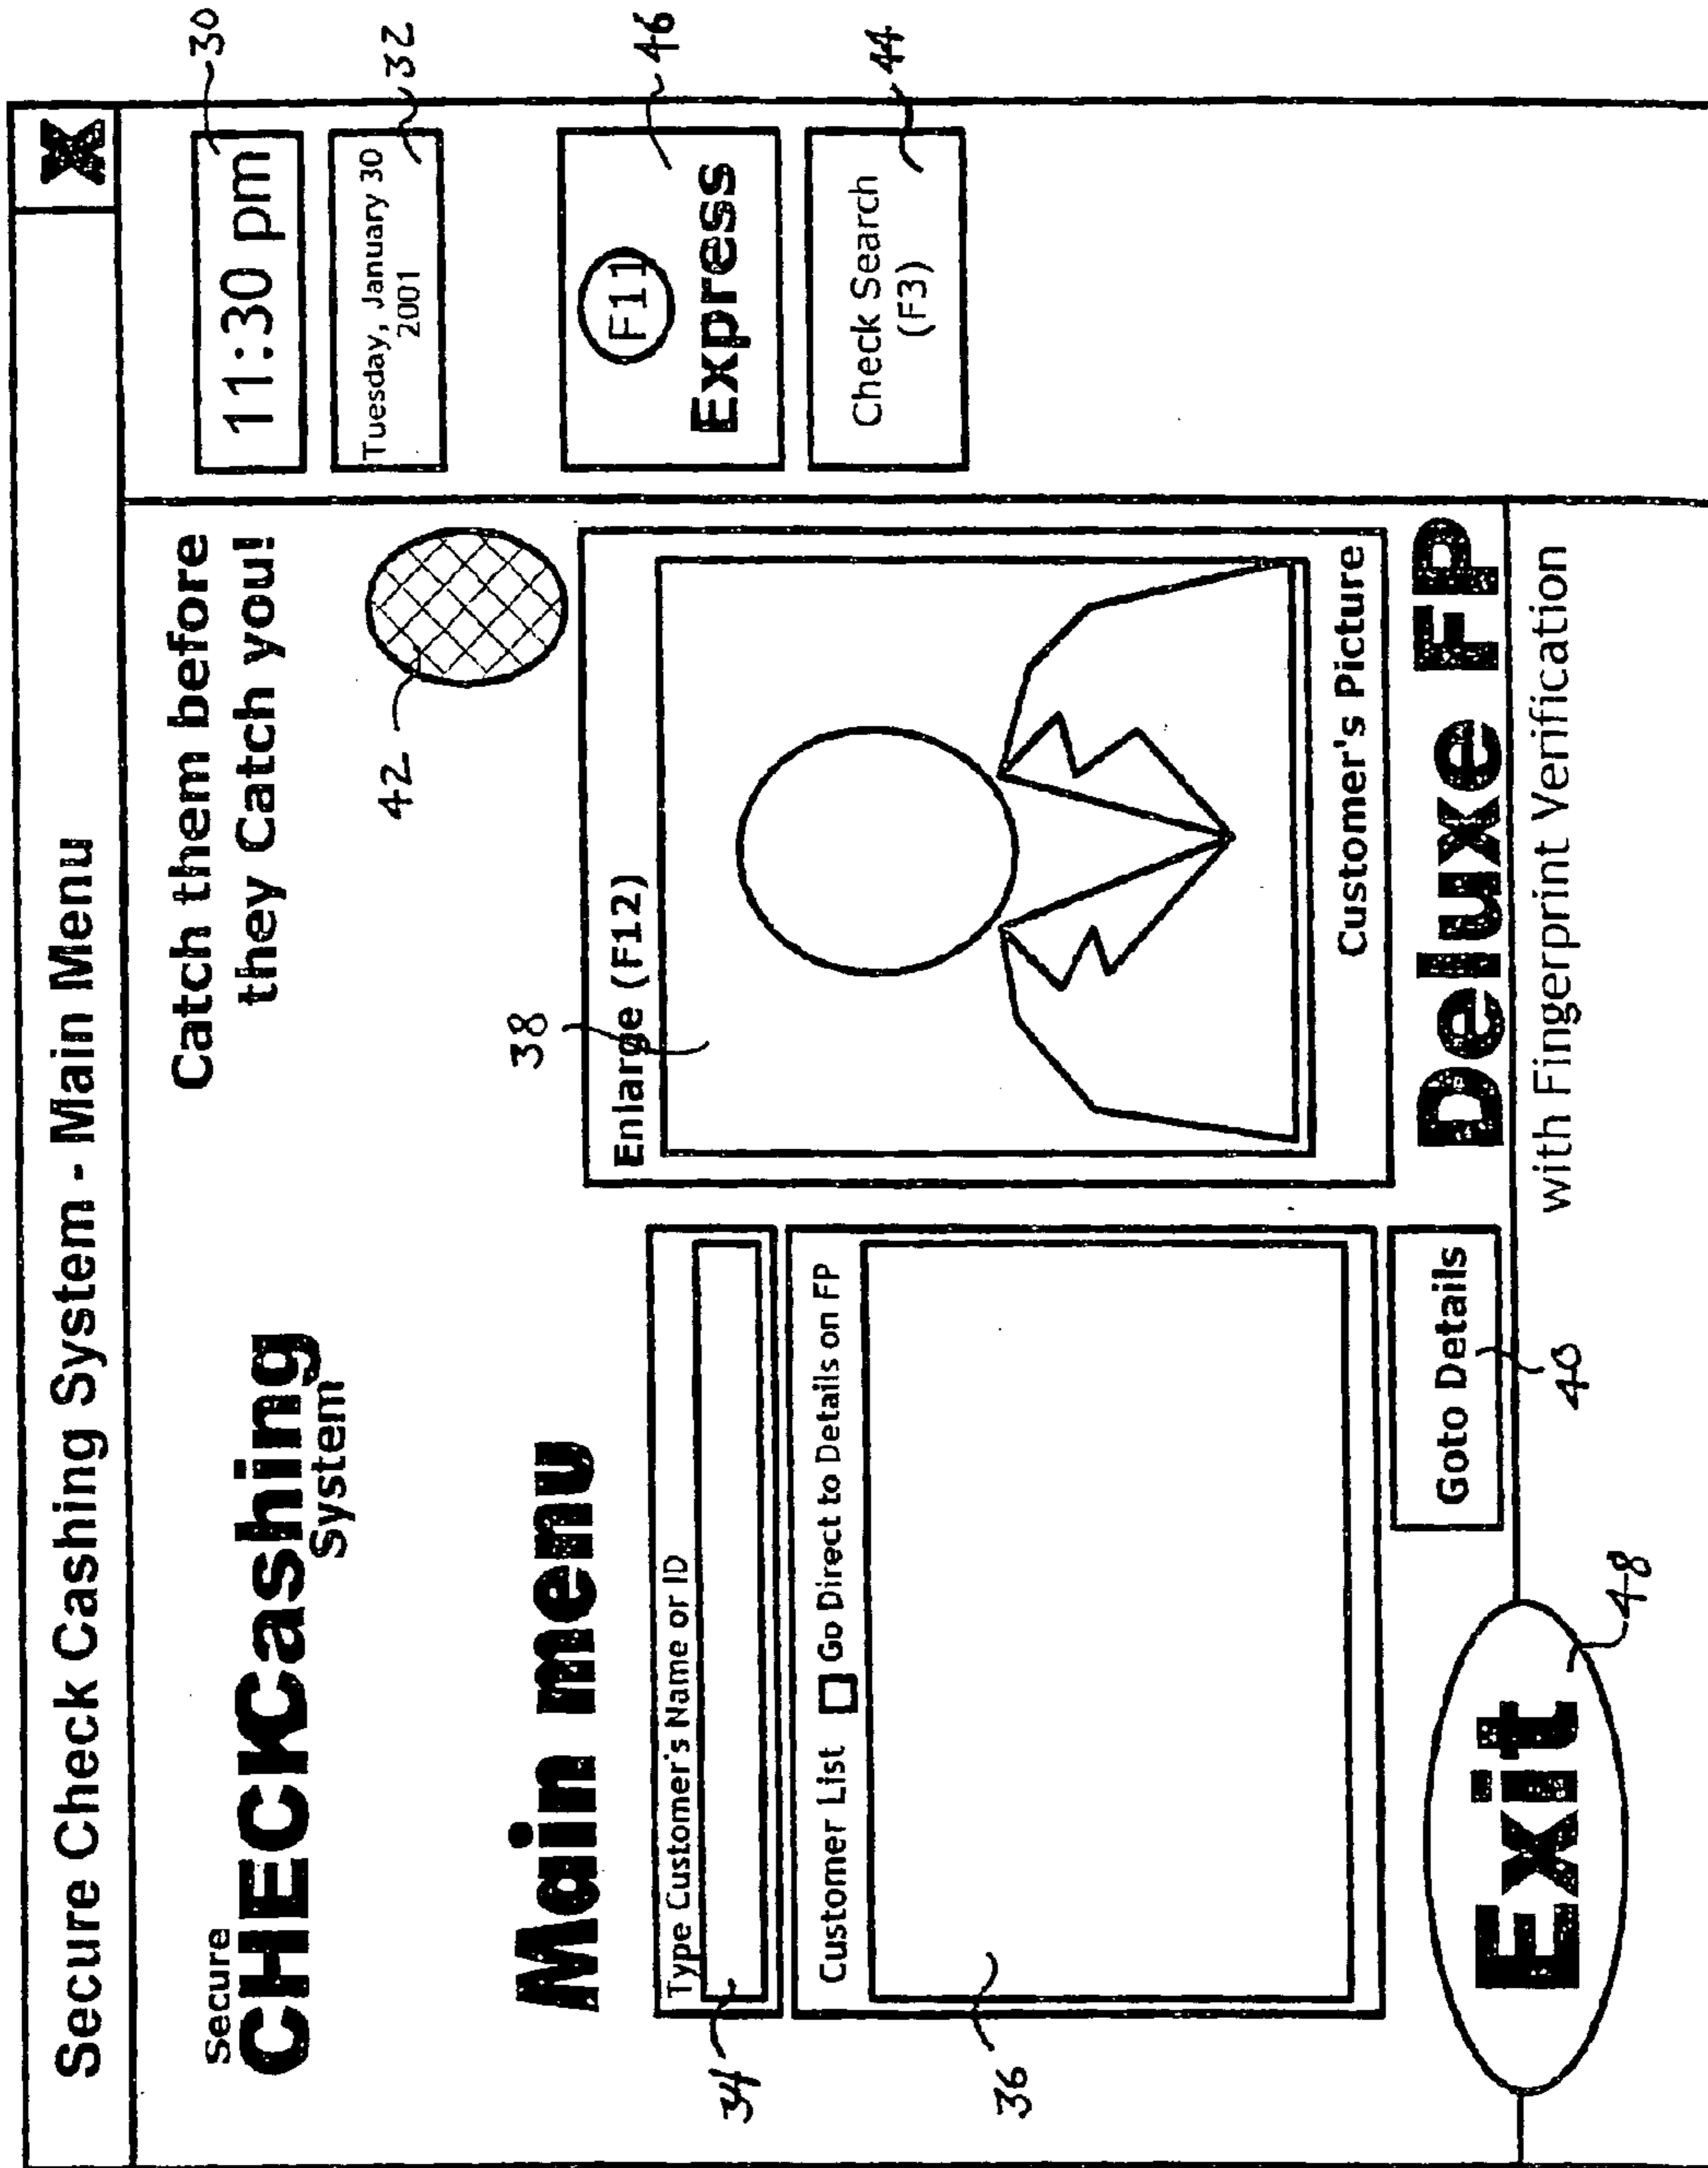 Secure Check Cashing System - Main Menu X
Secure
CHECKCashing
System
Catch them before
they Catch you!
11:30 pm
30
Tuesday, January 30
2001
32
42
Main menu
F11
Express
46
Type Customer's Name or ID
34
38
Enlarge (F12)
Check Search
(F3)
44
Customer List Go Direct to Details on FP
36
Customer's Picture
Goto Details
40
Deluxe FP
with Fingerprint Verification
Exit
48